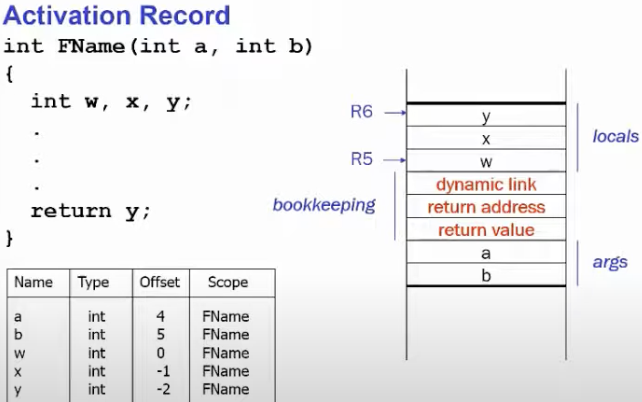 Activation Record
int FName(int a, int b)
{
int w, x, y;
.
.
.
return y;
}
R6
R5
bookkeeping
y
x
w
dynamic link
return address
return value
a
b
locals
args
Name Type Offset Scope
a int 4 FName
b int 5 FName
w int 0 FName
x int -1 FName
y int -2 FName